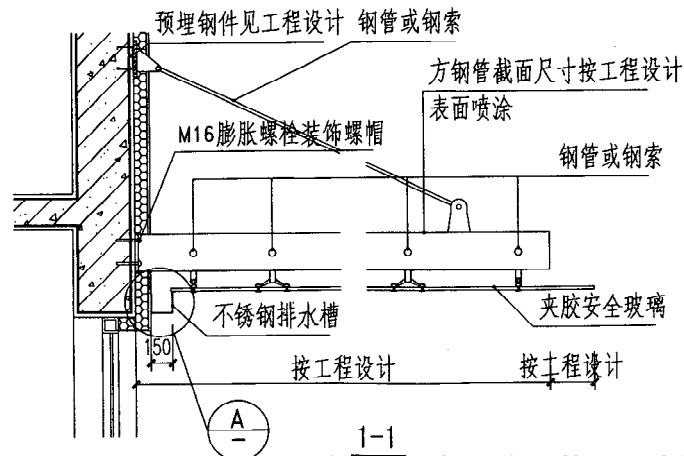 预埋钢件见工程设计 钢管或钢索
方钢管截面尺寸按工程设计
表面喷涂
M16膨胀螺栓装饰螺帽
钢管或钢索
不锈钢排水槽
夹胶安全玻璃
150
按工程设计
按工程设计
A
1-1